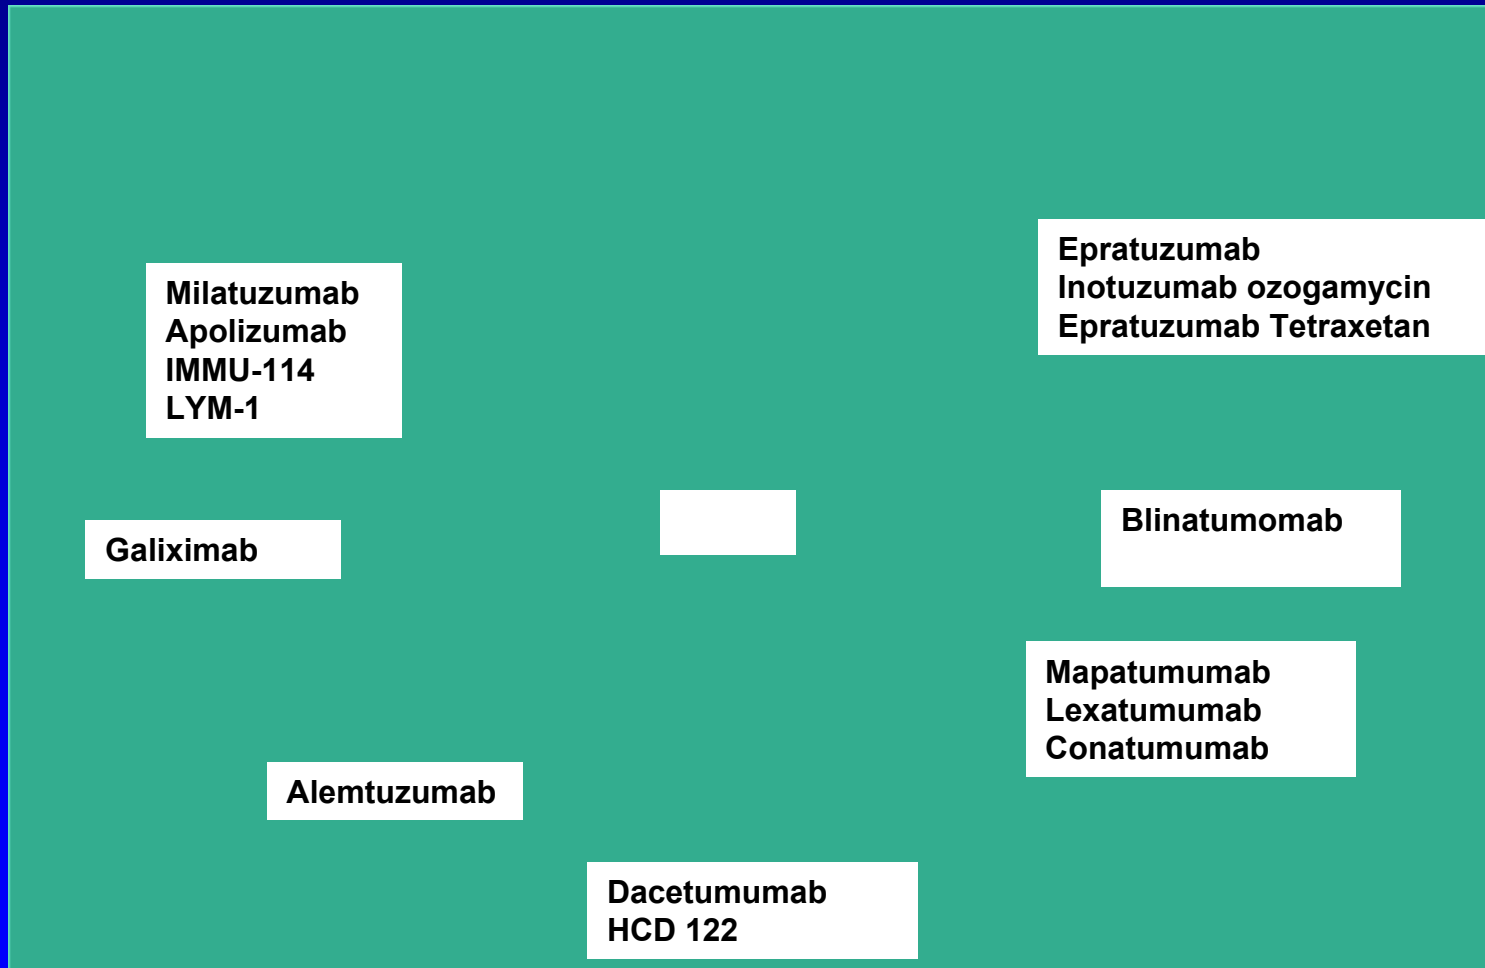 Epratuzumab
Inotuzumab ozogamycin
Epratuzumab Tetraxetan
Milatuzumab
Apolizumab
IMMU-114
LYM-1
Blinatumomab
Galiximab
Mapatumumab
Lexatumumab
Conatumumab
Alemtuzumab
Dacetumumab
HCD 122